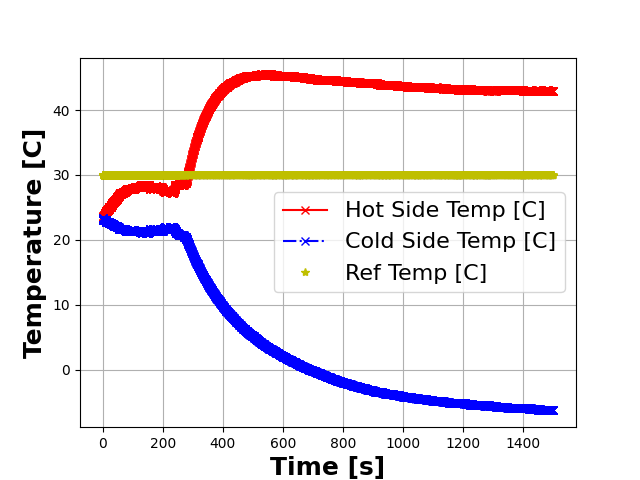 40
30
20
10
0
Temperature [C]
Hot Side Temp [C]
Cold Side Temp [C]
Ref Temp [C]
0 200 400 600 800 1000 1200 1400
Time [s]